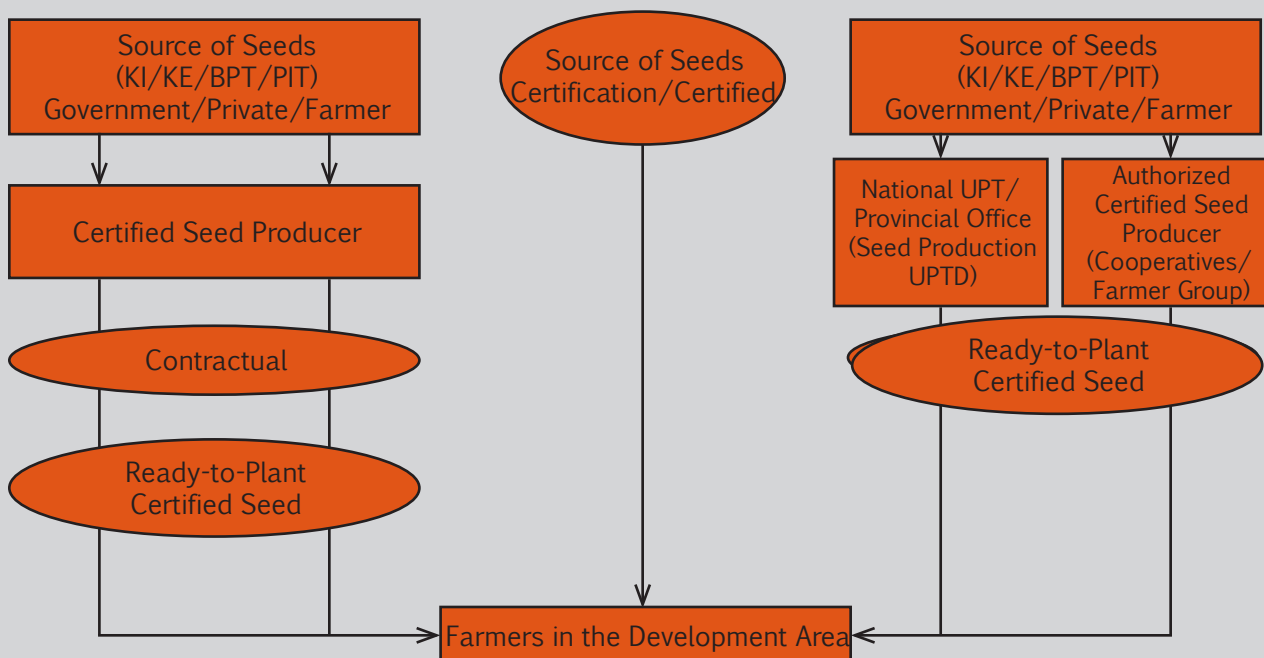 Source of Seeds
(KI/KE/BPT/PIT)
Government/Private/Farmer
Certified Seed Producer
Contractual
Ready-to-Plant
Certified Seed
Source of Seeds
Certification/Certified
Source of Seeds
(KI/KE/BPT/PIT)
Government/Private/Farmer
National UPT/
Provincial Office
(Seed Production
UPTD)
Authorized
Certified Seed
Producer
(Cooperatives/
Farmer Group)
Ready-to-Plant
Certified Seed
Farmers in the Development Area